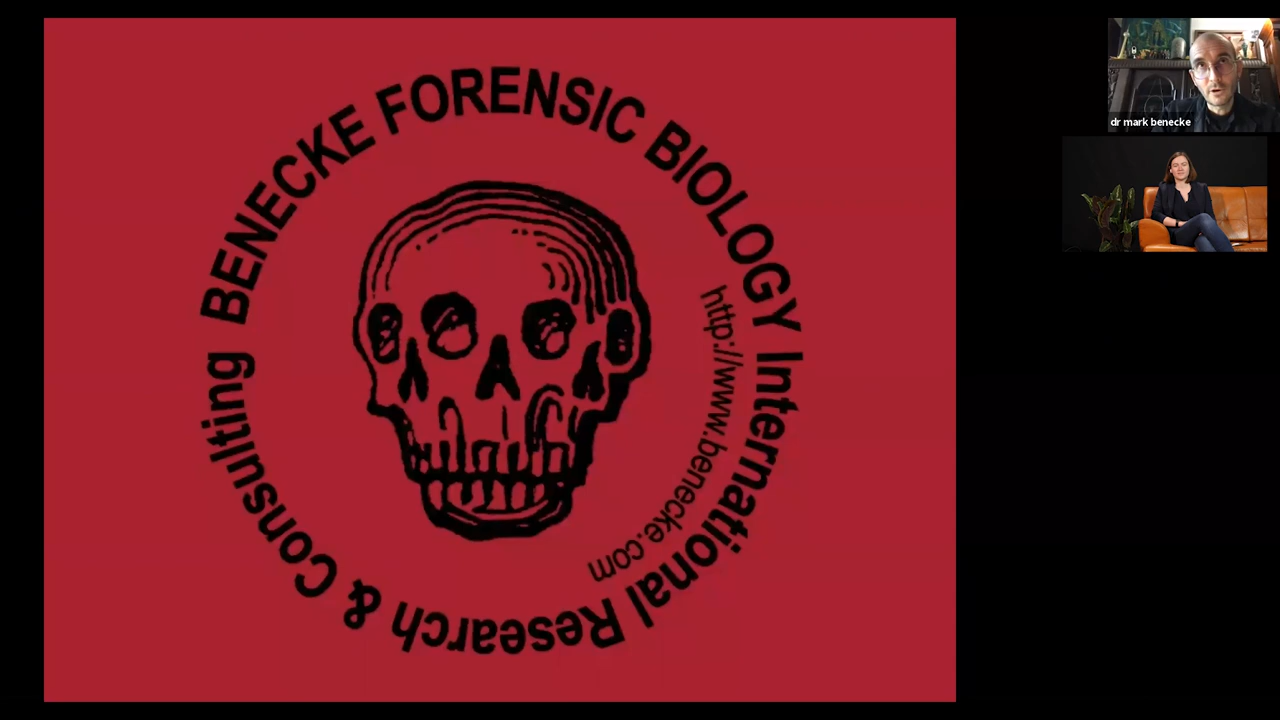 BENECKE FORENSIC BIOLOGY International Research & Consulting
http://www.benecke.com
dr mark benecke